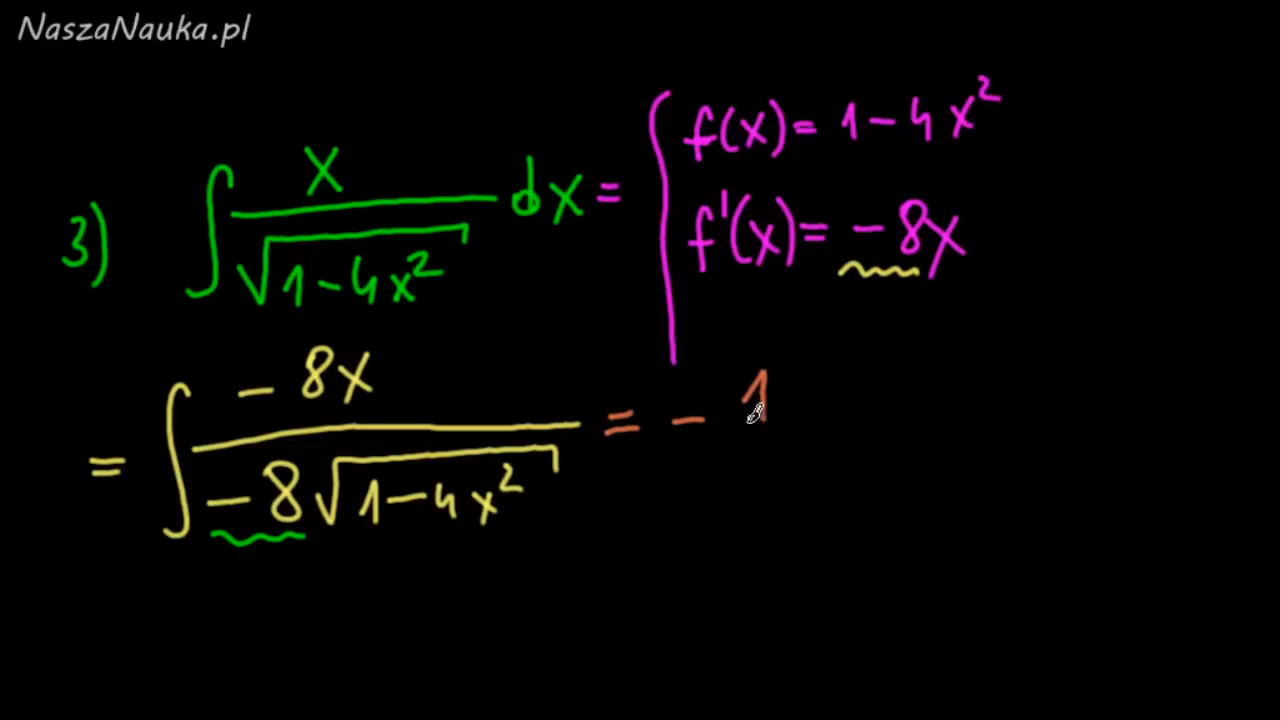 NaszaNauka.pl
3) ∫ x / √(1 - 4x²) dx =
f(x) = 1 - 4x²
f'(x) = -8x
= ∫ -8x / -8√(1 - 4x²) = - 1